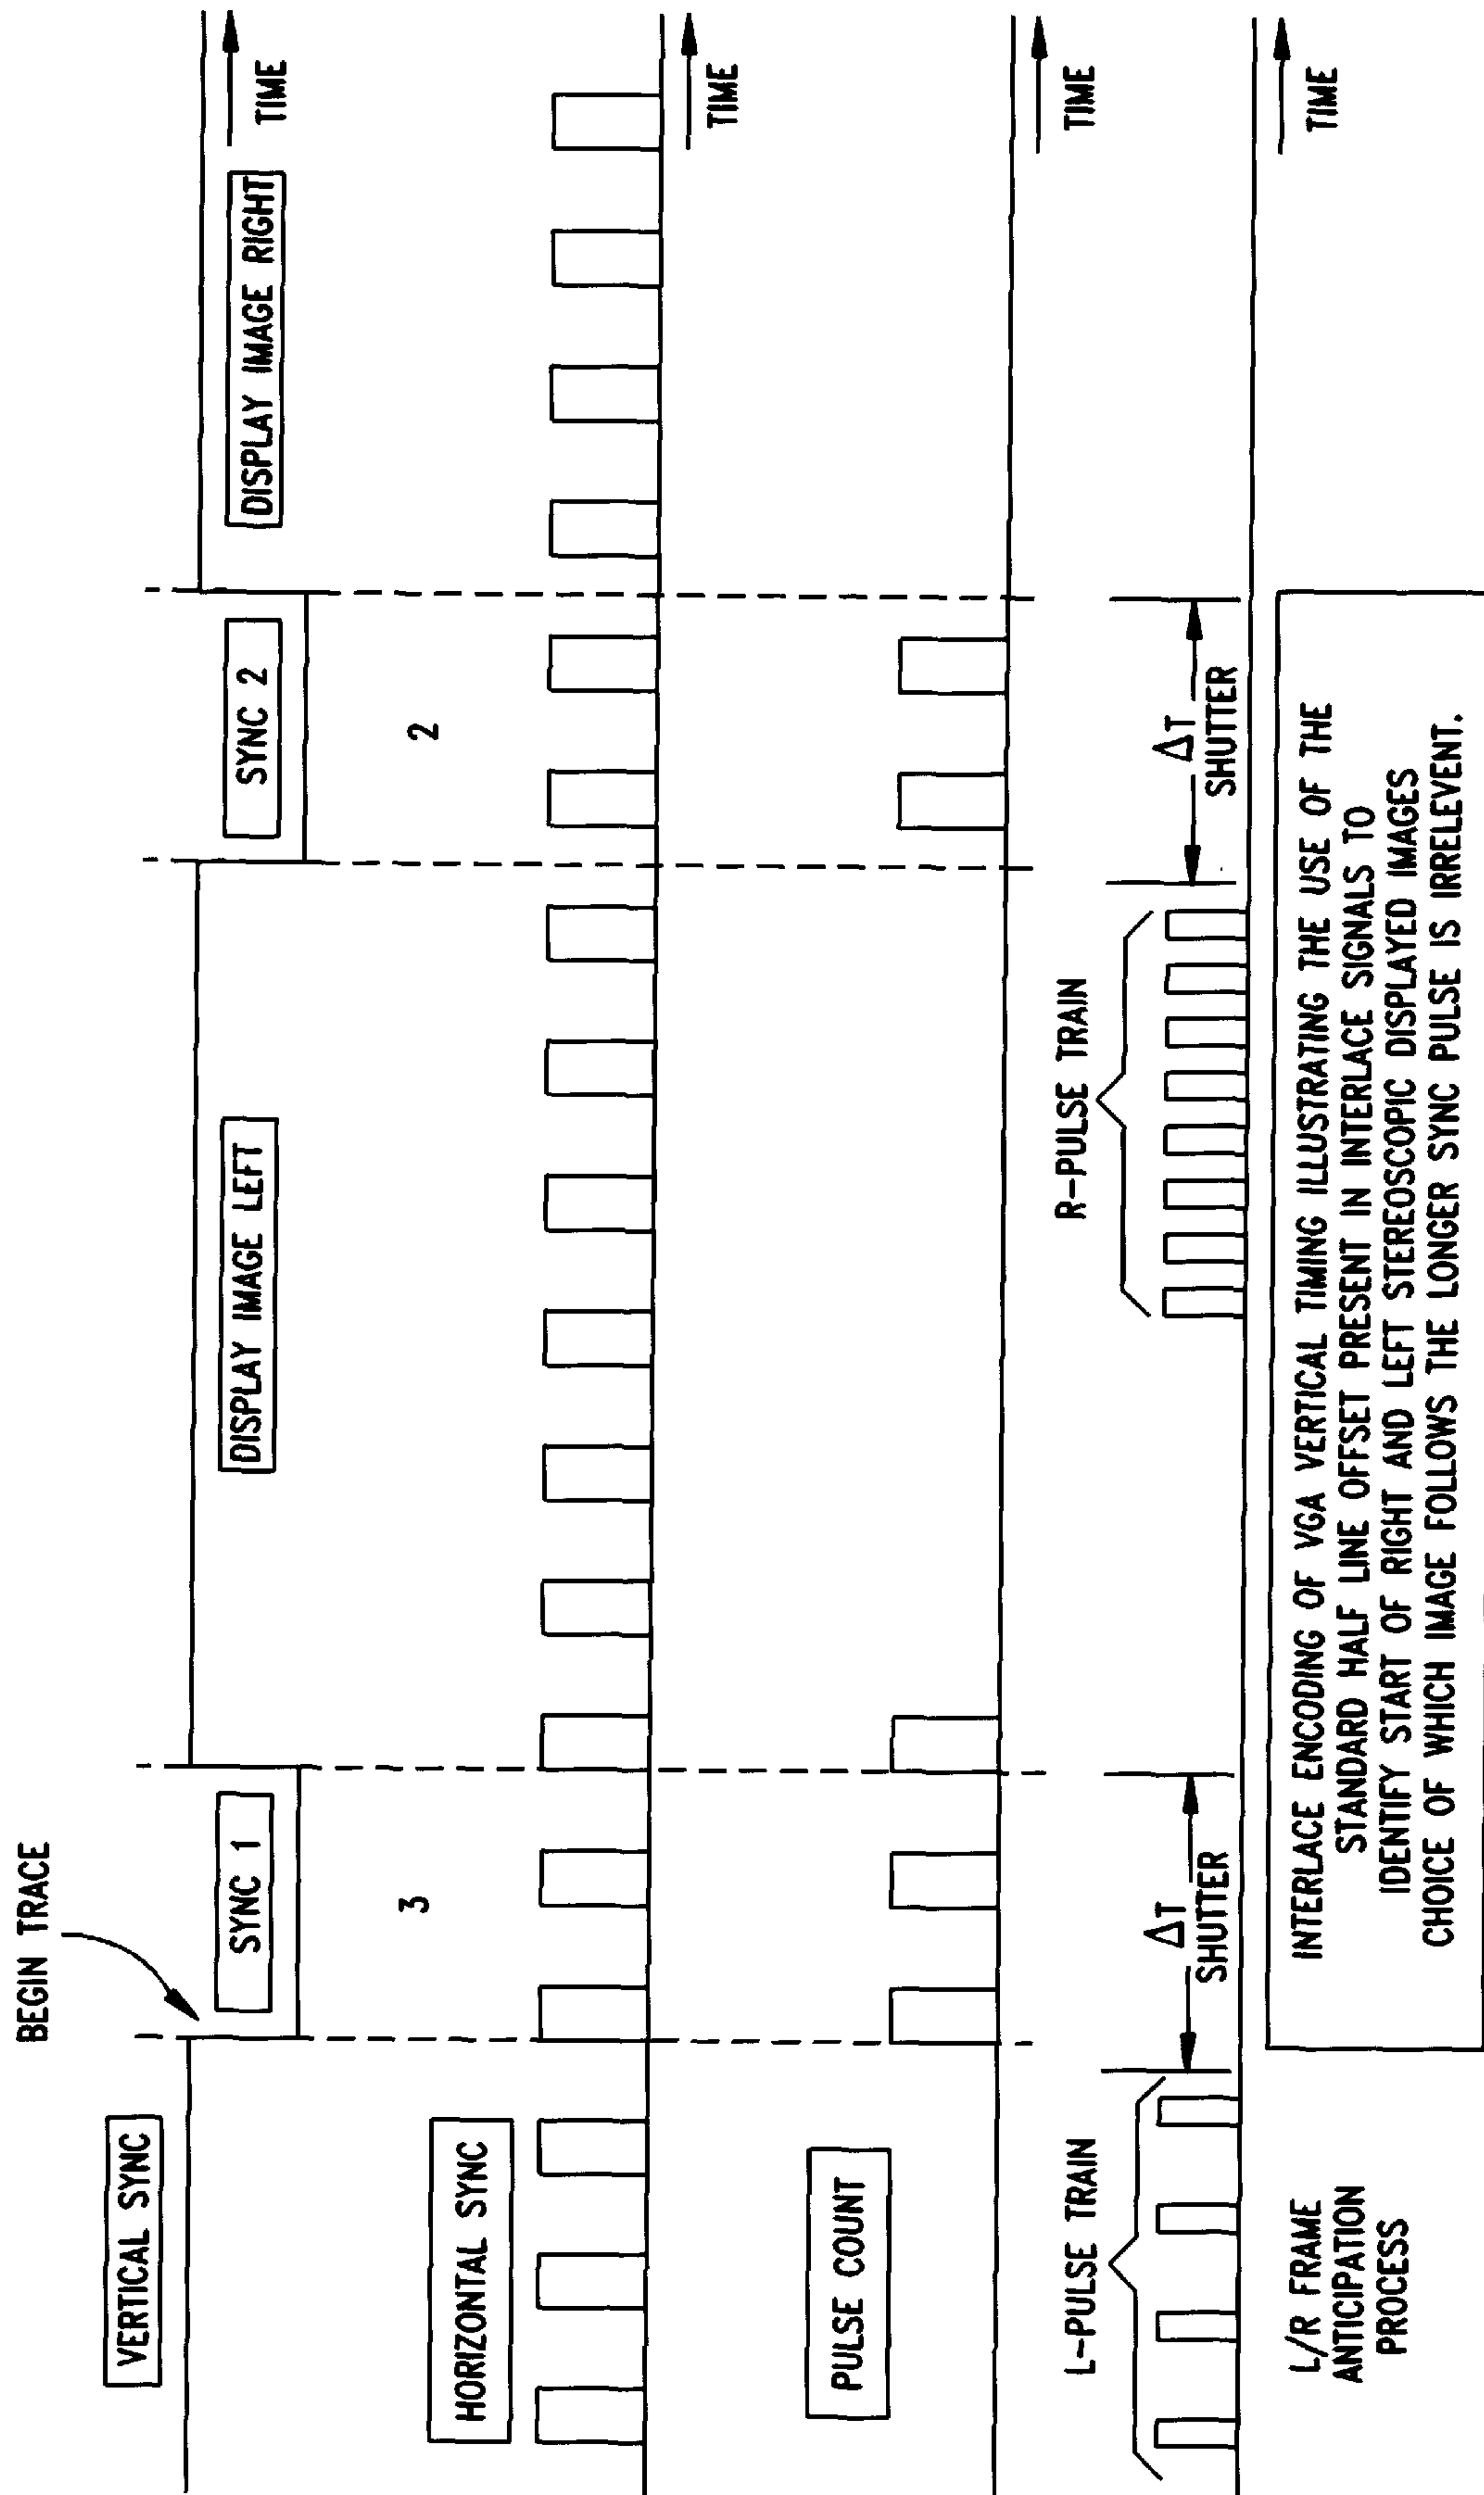 BEGIN TRACE
VERTICAL SYNC
SYNC 1
DISPLAY IMAGE LEFT
SYNC 2
DISPLAY IMAGE RIGHT
TIME
HORIZONTAL SYNC
3
2
TIME
PULSE COUNT
TIME
L-PULSE TRAIN
ΔT
SHUTTER
R-PULSE TRAIN
ΔT
SHUTTER
TIME
L/R FRAME
ANTICIPATION
PROCESS
INTERLACE ENCODING OF VGA VERTICAL TIMING ILLUSTRATING THE USE OF THE
STANDARD HALF LINE OFFSET PRESENT IN INTERLACE SIGNALS TO
IDENTIFY START OF RIGHT AND LEFT STEREOSCOPIC DISPLAYED IMAGES
CHOICE OF WHICH IMAGE FOLLOWS THE LONGER SYNC PULSE IS IRRELEVENT.